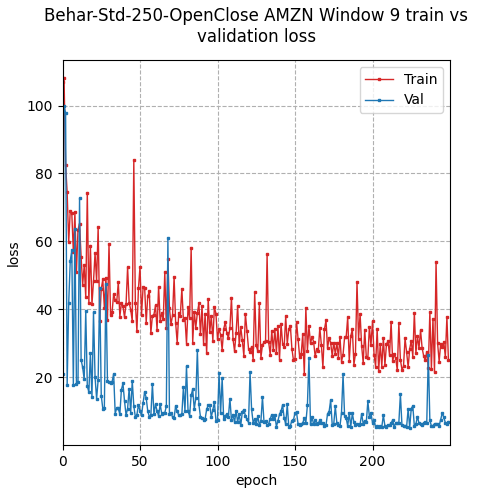 Behar-Std-250-OpenClose AMZN Window 9 train vs
validation loss
Train
Val
100
80
60
40
20
loss
0
50
100
150
200
epoch